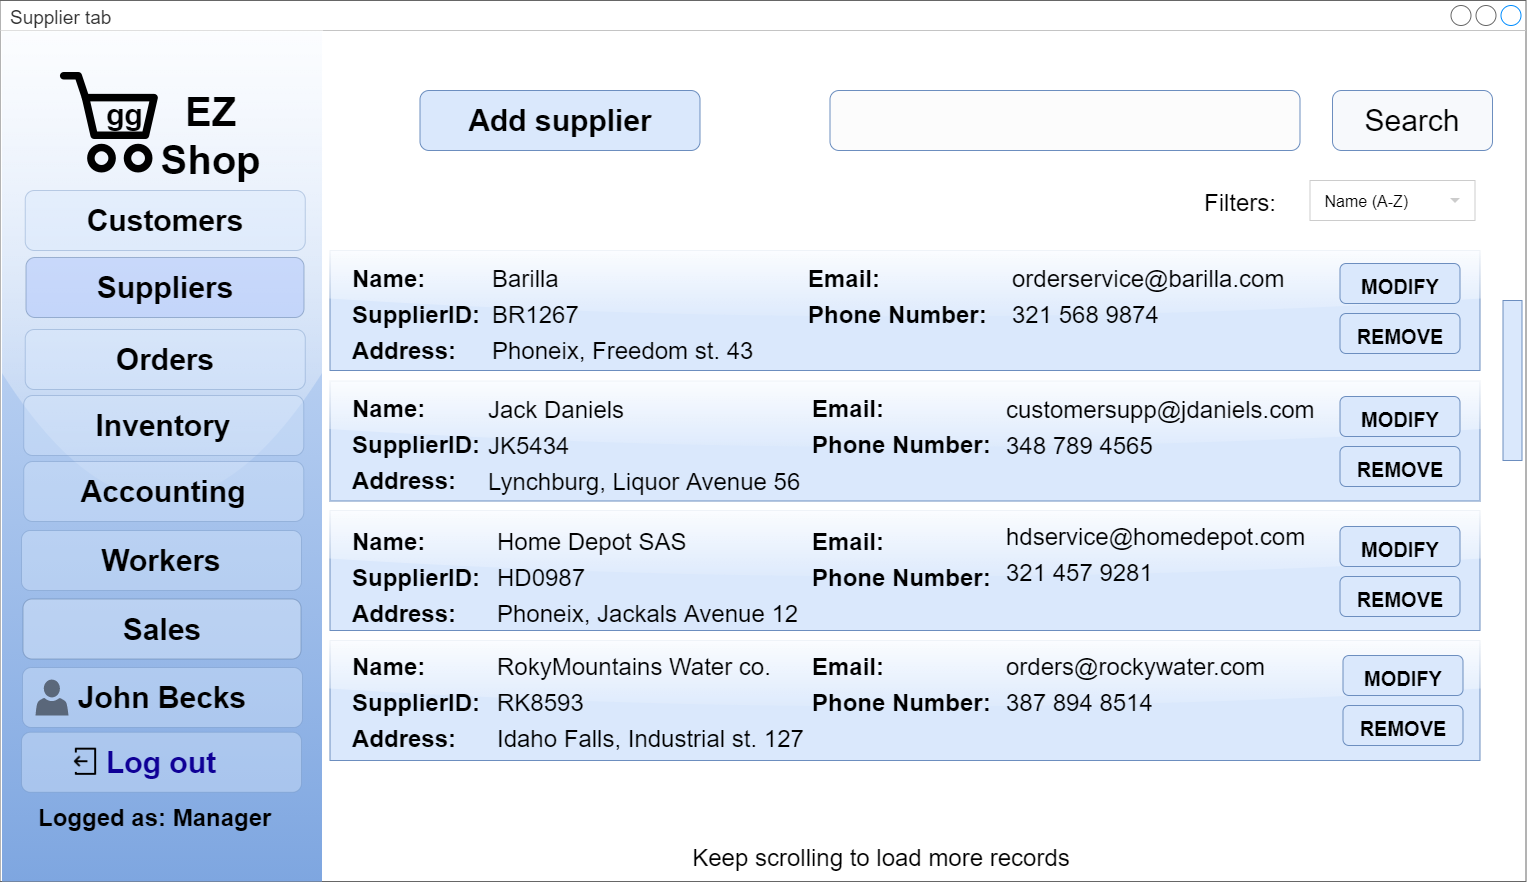 Supplier tab
gg EZ
Shop
Customers
Suppliers
Orders
Inventory
Accounting
Workers
Sales
John Becks
Log out
Logged as: Manager
Add supplier
Search
Filters: Name (A-Z)
Name: Barilla Email: orderservice@barilla.com MODIFY
SupplierID: BR1267 Phone Number: 321 568 9874 REMOVE
Address: Phoneix, Freedom st. 43
Name: Jack Daniels Email: customersupp@jdaniels.com MODIFY
SupplierID: JK5434 Phone Number: 348 789 4565 REMOVE
Address: Lynchburg, Liquor Avenue 56
Name: Home Depot SAS Email: hdservice@homedepot.com MODIFY
SupplierID: HD0987 Phone Number: 321 457 9281 REMOVE
Address: Phoneix, Jackals Avenue 12
Name: RokyMountains Water co. Email: orders@rockywater.com MODIFY
SupplierID: RK8593 Phone Number: 387 894 8514 REMOVE
Address: Idaho Falls, Industrial st. 127
Keep scrolling to load more records